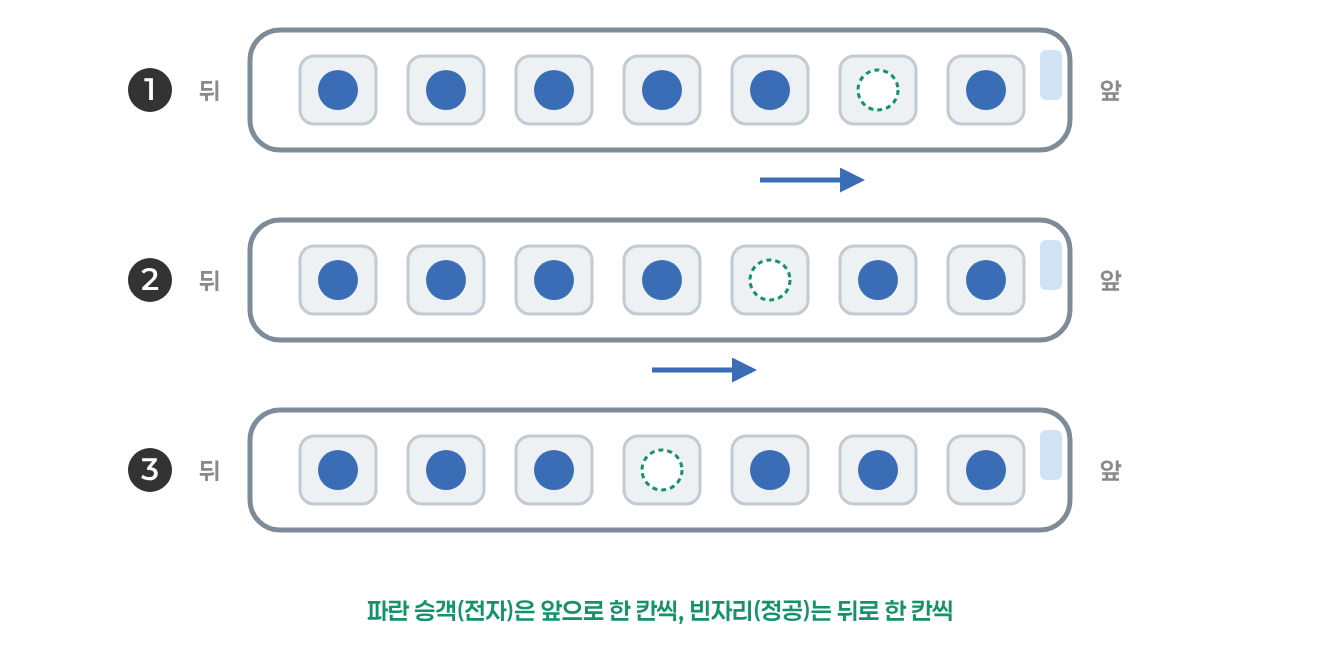 1 뒤 앞
2 뒤 앞
3 뒤 앞
파란 승객(전자)은 앞으로 한 칸씩, 빈자리(정공)는 뒤로 한 칸씩